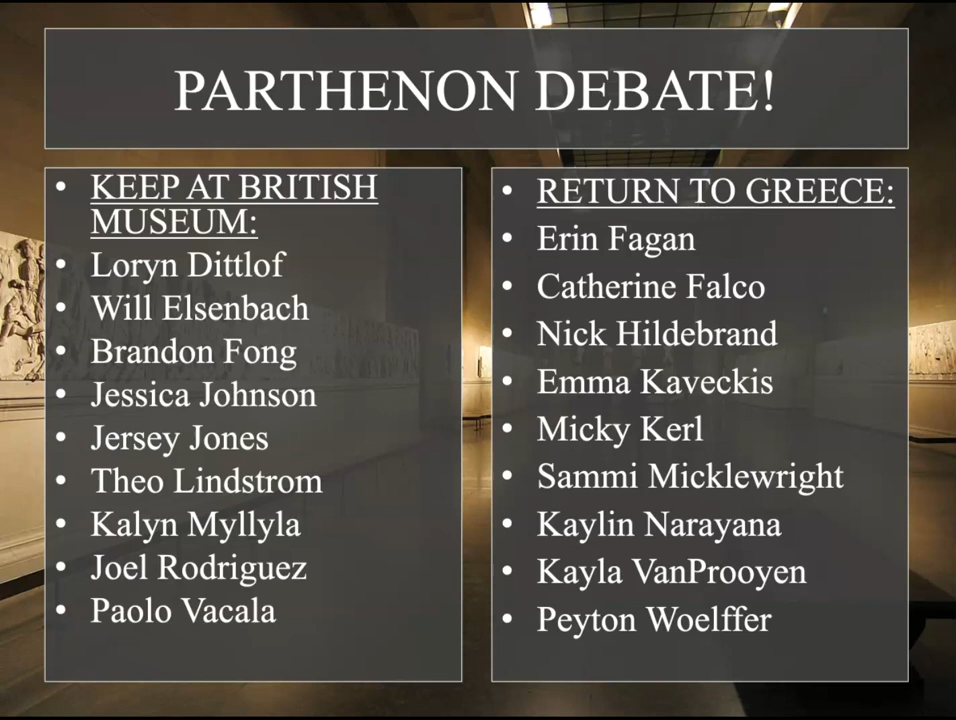 PARTHENON DEBATE!
• KEEP AT BRITISH
MUSEUM:
• Loryn Dittlof
• Will Elsenbach
• Brandon Fong
• Jessica Johnson
• Jersey Jones
• Theo Lindstrom
• Kalyn Myllyla
• Joel Rodriguez
• Paolo Vacala
• RETURN TO GREECE:
• Erin Fagan
• Catherine Falco
• Nick Hildebrand
• Emma Kaveckis
• Micky Kerl
• Sammi Micklewright
• Kaylin Narayana
• Kayla VanProoyen
• Peyton Woelffer